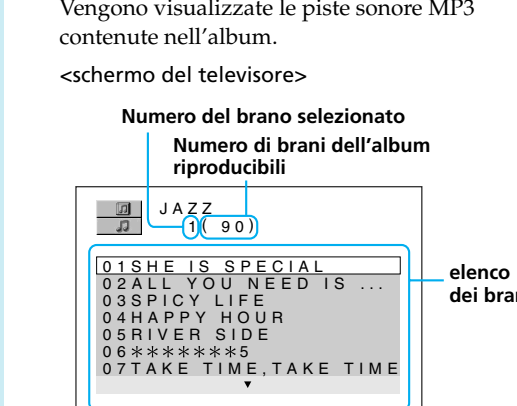 Vengono visualizzate le piste sonore MP3
contenute nell'album.
<schermo del televisore>
Numero del brano selezionato
Numero di brani dell'album
riproducibili
JAZZ
1( 90)
01SHE IS SPECIAL
02ALL YOU NEED IS ...
03SPICY LIFE
04HAPPY HOUR
05RIVER SIDE
06*******5
07TAKE TIME,TAKE TIME
elenco
dei